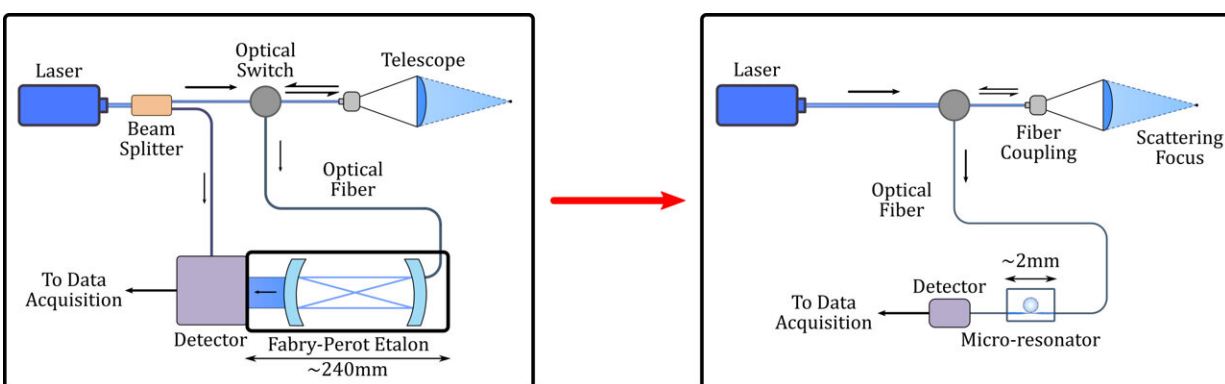 Laser
Beam
Splitter
Optical
Switch
Telescope
Optical
Fiber
To Data
Acquisition
Detector
Fabry-Perot Etalon
~240mm
Laser
Fiber
Coupling
Scattering
Focus
Optical
Fiber
~2mm
Detector
To Data
Acquisition
Micro-resonator